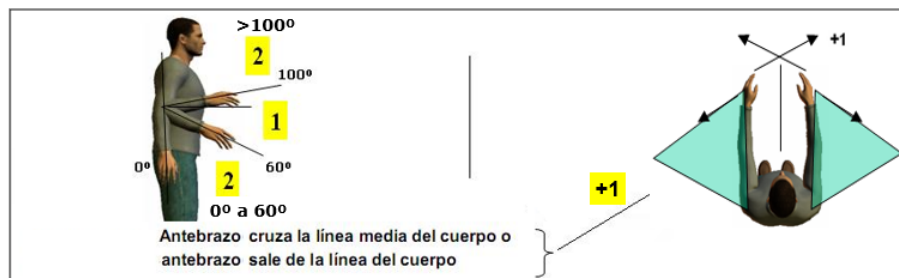 >100º
2
100º
1
0º
60º
2
0º a 60º
Antebrazo cruza la línea media del cuerpo o
antebrazo sale de la línea del cuerpo
+1
+1